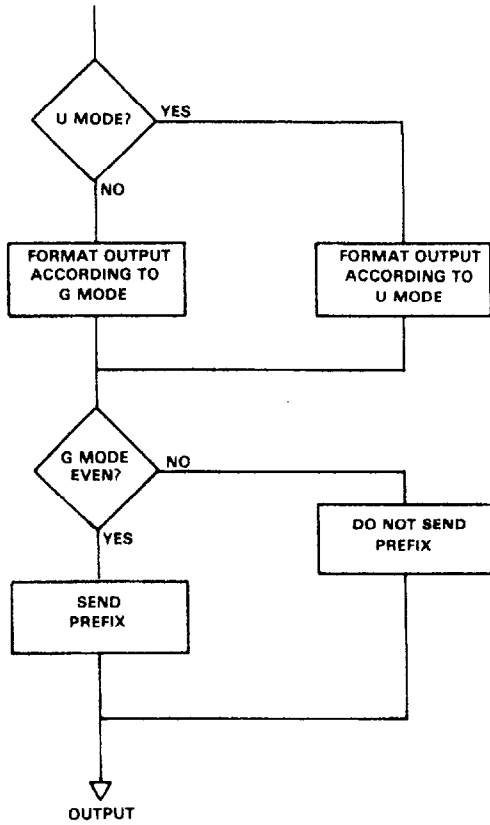 U MODE?
YES
NO
FORMAT OUTPUT
ACCORDING TO
G MODE
FORMAT OUTPUT
ACCORDING TO
U MODE
G MODE
EVEN?
NO
YES
DO NOT SEND
PREFIX
SEND
PREFIX
OUTPUT